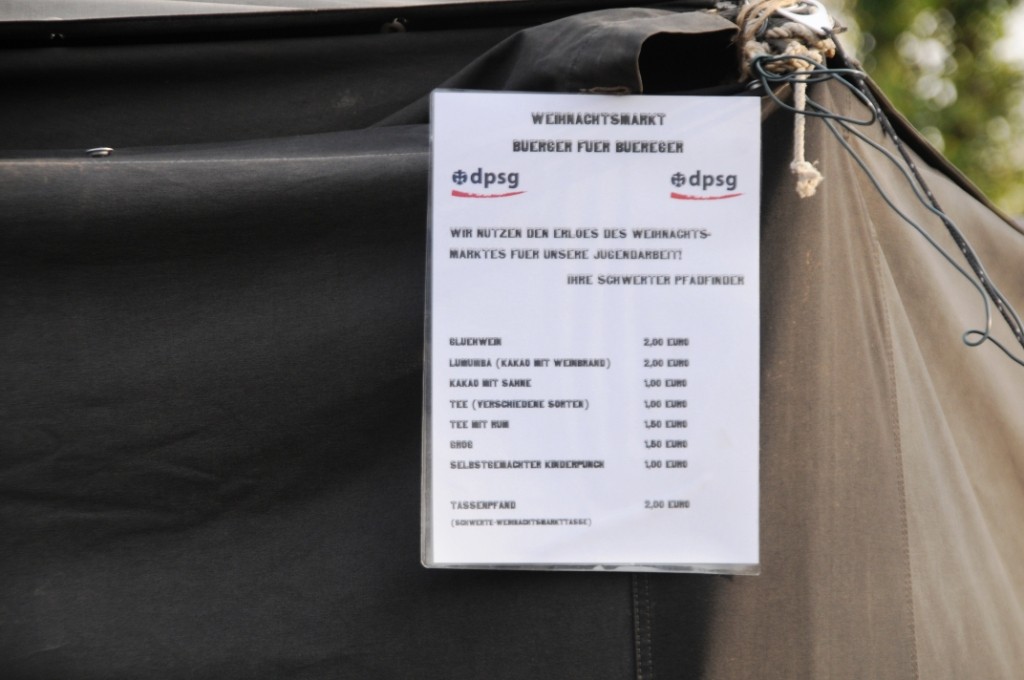 WEIHNACHTSMARKT
BUERGER FUER BUEREGER
dpsg dpsg
WIR NUTZEN DEN ERLOES DES WEIHNACHTS-
MARKTES FUER UNSERE JUGENDARBEIT!
IHRE SCHWERTER PFADFINDER
GLUEHWEIN 2,00 EURO
LUMUMBA (KAKAO MIT WEINBRAND) 2,00 EURO
KAKAO MIT SAHNE 1,00 EURO
TEE (VERSCHIEDENE SORTEN) 1,00 EURO
TEE MIT RUM 1,50 EURO
GROG 1,50 EURO
SELBSTGEMACHTER KINDERPUNCH 1,00 EURO
TASSENPFAND 2,00 EURO
(SCHWERTE-WEIHNACHTSMARKTTASSE)